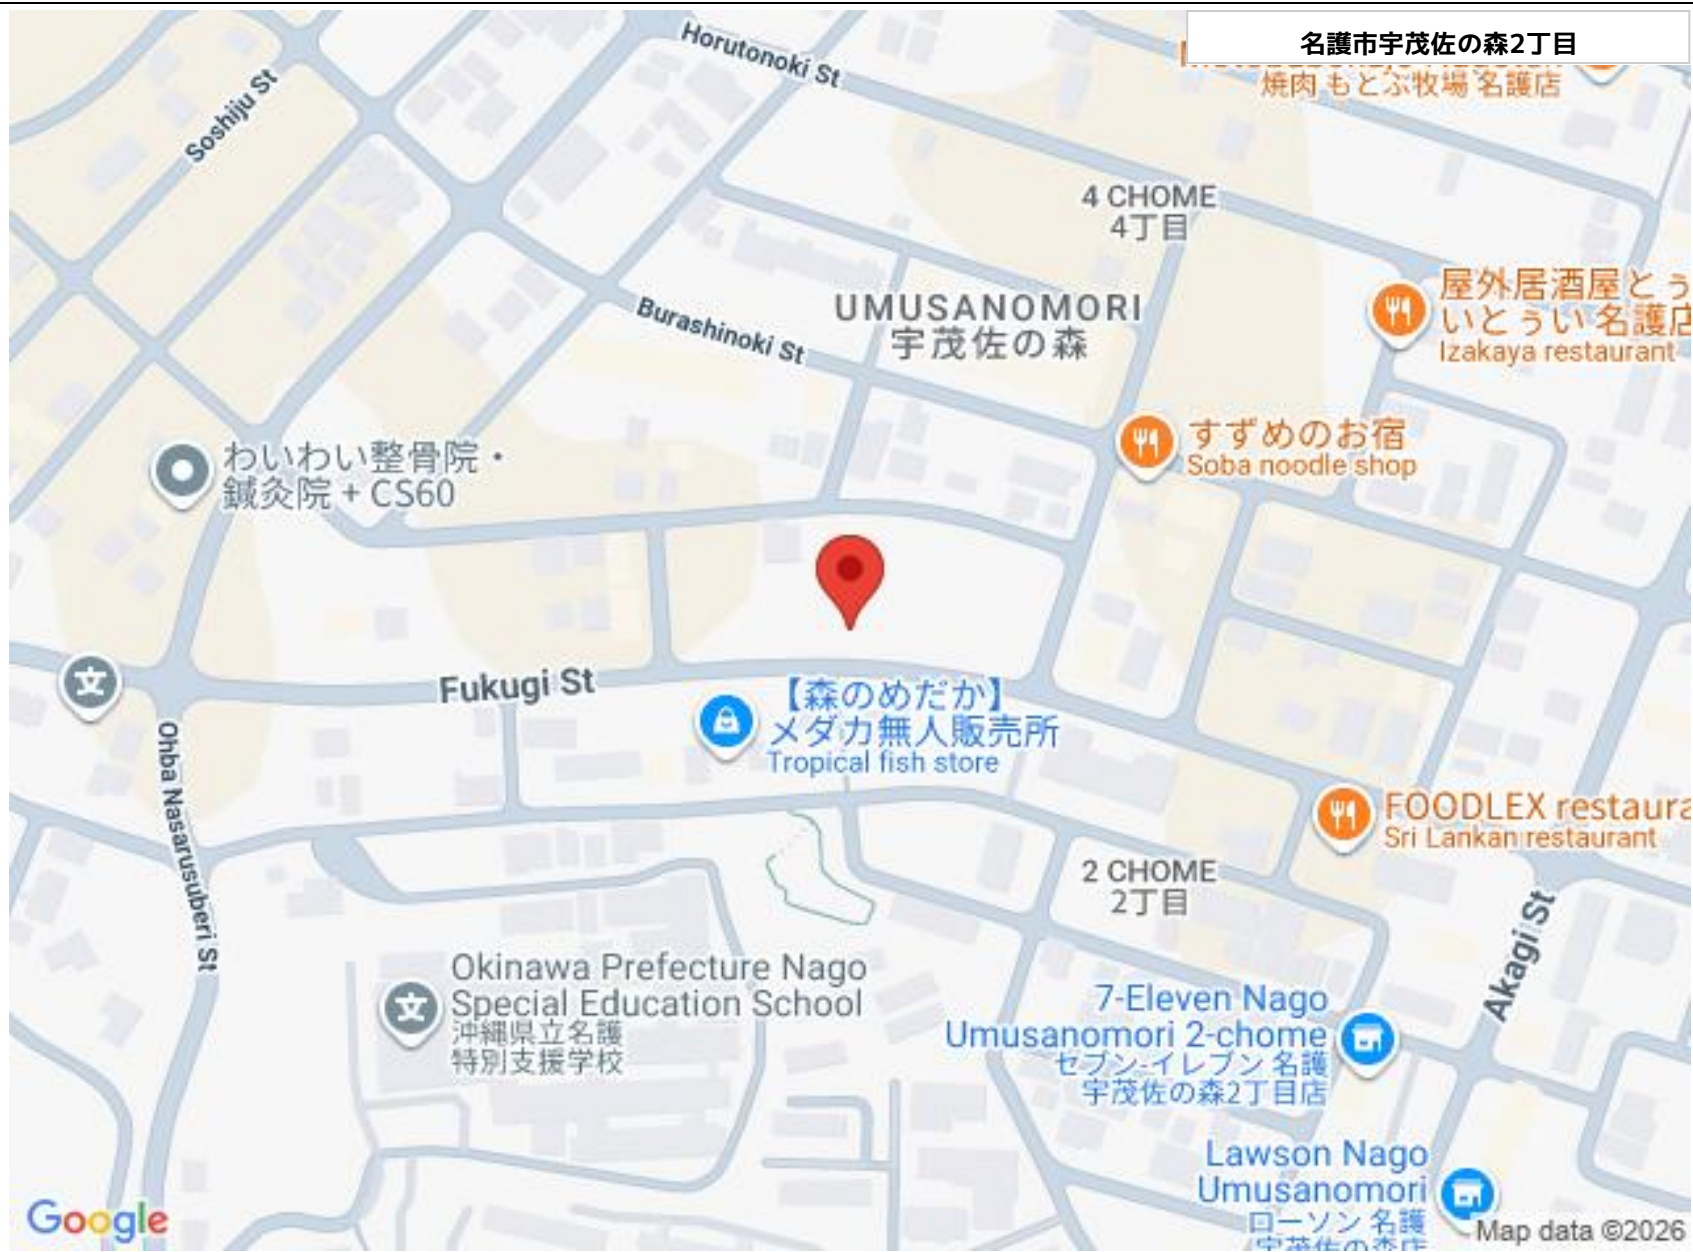 名護市宇茂佐の森2丁目
Horutonoki St
焼肉 もとぶ牧場 名護店
Soshiju St
4 CHOME
4丁目
UMUSANOMORI
宇茂佐の森
屋外居酒屋とぅ
いとぅい 名護店
Izakaya restaurant
Burashinoki St
すずめのお宿
Soba noodle shop
わいわい整骨院・
鍼灸院 + CS60
Fukugi St
【森のめだか】
メダカ無人販売所
Tropical fish store
Ohba Nasarusuberi St
FOODLEX restaura
Sri Lankan restaurant
2 CHOME
2丁目
Akagi St
Okinawa Prefecture Nago
Special Education School
沖縄県立名護
特別支援学校
7-Eleven Nago
Umusanomori 2-chome
セブン-イレブン 名護
宇茂佐の森2丁目店
Lawson Nago
Umusanomori
ローソン 名護
宇茂佐の森店
Google
Map data ©2026